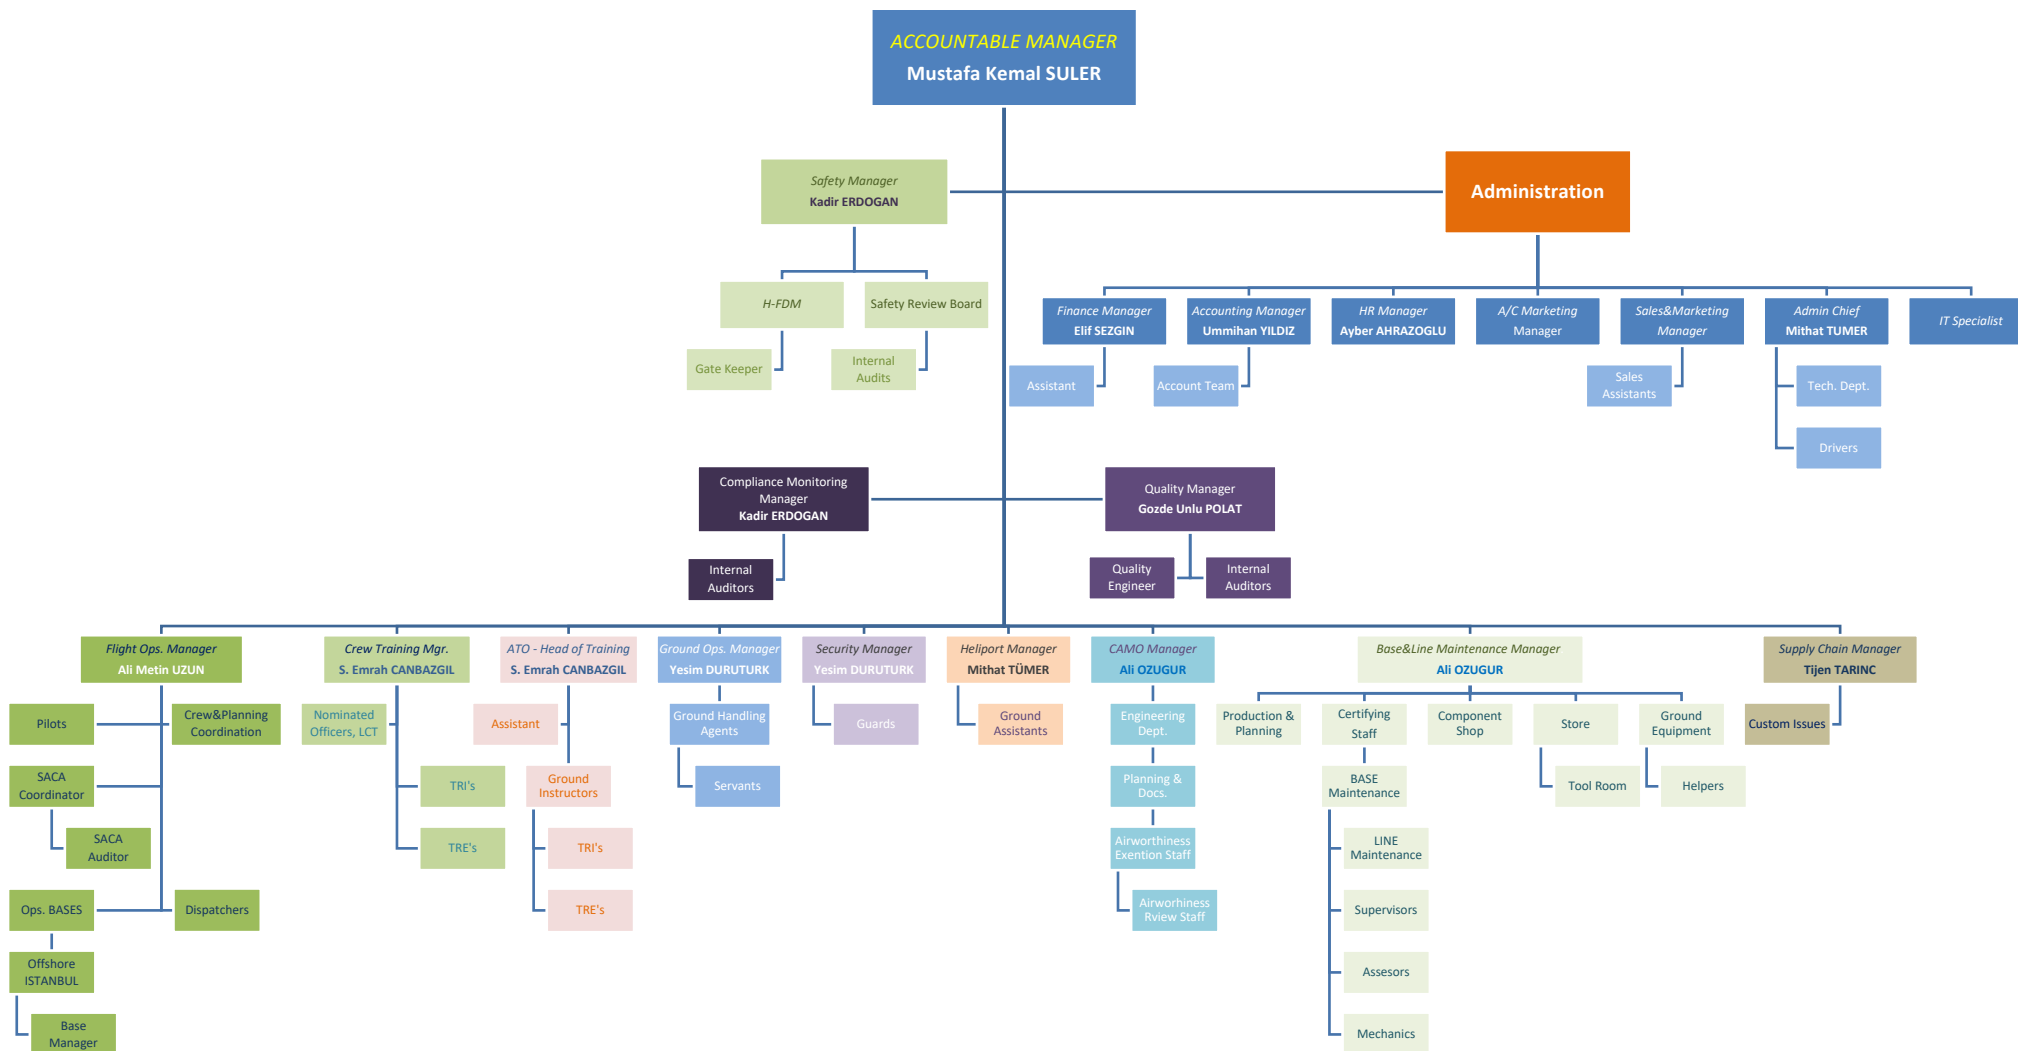 ACCOUNTABLE MANAGER
Mustafa Kemal SULER
Safety Manager
Kadir ERDOGAN
Administration
H-FDM
Safety Review Board
Gate Keeper
Internal
Audits
Finance Manager
Elif SEZGIN
Accounting Manager
Ummihan YILDIZ
HR Manager
Ayber AHRAZOGLU
A/C Marketing
Manager
Sales&Marketing
Manager
Admin Chief
Mithat TUMER
IT Specialist
Assistant
Account Team
Sales
Assistants
Tech. Dept.
Drivers
Compliance Monitoring
Manager
Kadir ERDOGAN
Internal
Auditors
Quality Manager
Gozde Unlu POLAT
Quality
Engineer
Internal
Auditors
Flight Ops. Manager
Ali Metin UZUN
Pilots
Crew&Planning
Coordination
SACA
Coordinator
SACA
Auditor
Ops. BASES
Dispatchers
Offshore
ISTANBUL
Base
Manager
Crew Training Mgr.
S. Emrah CANBAZGIL
Nominated
Officers, LCT
TRI's
TRE's
ATO - Head of Training
S. Emrah CANBAZGIL
Assistant
Ground
Instructors
TRI's
TRE's
Ground Ops. Manager
Yesim DURUTURK
Ground Handling
Agents
Servants
Security Manager
Yesim DURUTURK
Guards
Heliport Manager
Mithat TÜMER
Ground
Assistants
CAMO Manager
Ali OZUGUR
Engineering
Dept.
Planning &
Docs.
Airworthiness
Exention Staff
Airworhiness
Rview Staff
Base&Line Maintenance Manager
Ali OZUGUR
Production &
Planning
Certifying
Staff
Component
Shop
Store
Ground
Equipment
BASE
Maintenance
Tool Room
Helpers
LINE
Maintenance
Supervisors
Assesors
Mechanics
Supply Chain Manager
Tijen TARINC
Custom Issues